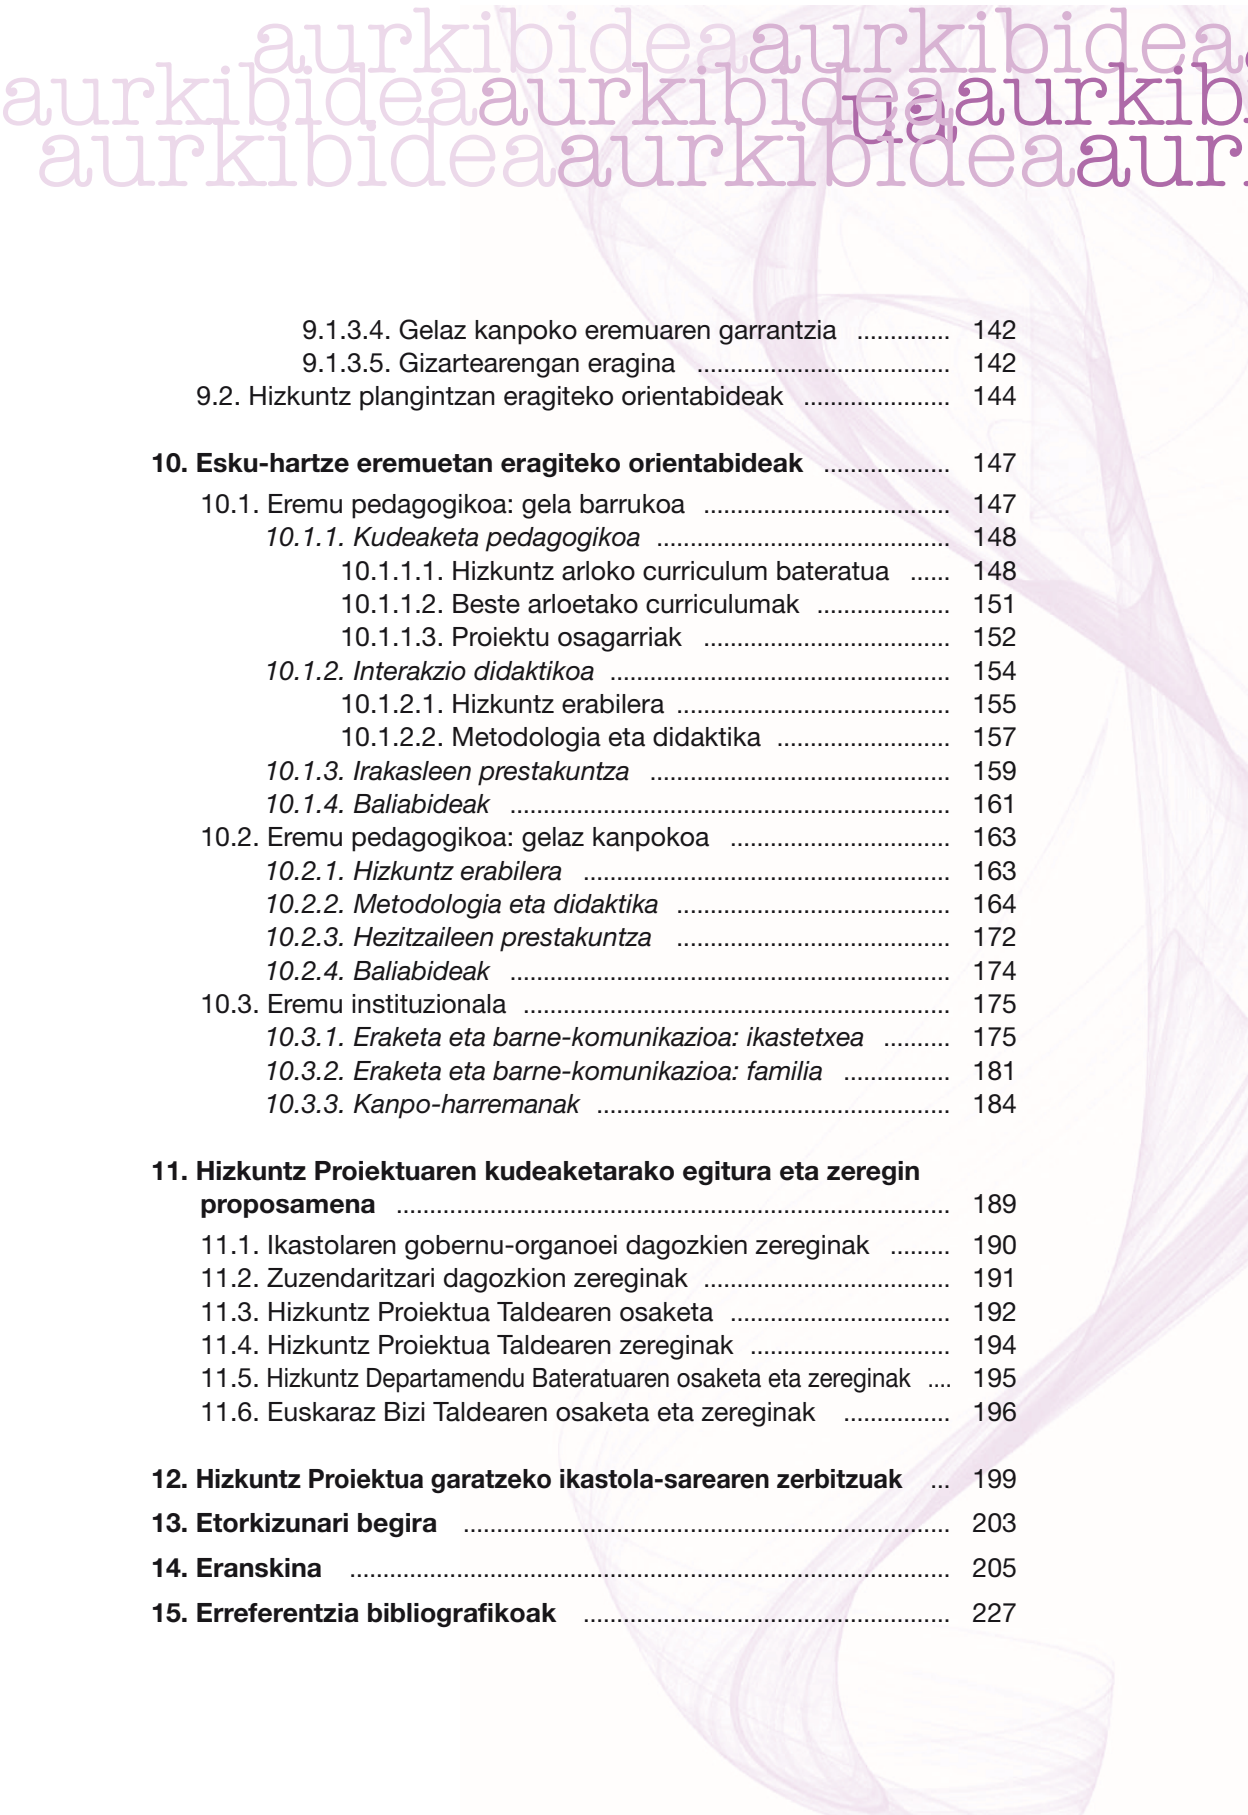 aurkibideaaurkibidea
aurkibideaaurkibideaaurkib
ua
aurkibideaaurkibideaaur
9.1.3.4. Gelaz kanpoko eremuaren garrantzia .............. 142
9.1.3.5. Gizartearengan eragina ...................................... 142
9.2. Hizkuntz plangintzan eragiteko orientabideak ...................... 144
10. Esku-hartze eremuetan eragiteko orientabideak ................... 147
10.1. Eremu pedagogikoa: gela barrukoa ..................................... 147
10.1.1. Kudeaketa pedagogikoa ............................................ 148
10.1.1.1. Hizkuntz arloko curriculum bateratua ...... 148
10.1.1.2. Beste arloetako curriculumak .................... 151
10.1.1.3. Proiektu osagarriak ..................................... 152
10.1.2. Interakzio didaktikoa ................................................... 154
10.1.2.1. Hizkuntz erabilera ......................................... 155
10.1.2.2. Metodologia eta didaktika .......................... 157
10.1.3. Irakasleen prestakuntza ............................................. 159
10.1.4. Baliabideak .................................................................. 161
10.2. Eremu pedagogikoa: gelaz kanpokoa ................................. 163
10.2.1. Hizkuntz erabilera ....................................................... 163
10.2.2. Metodologia eta didaktika ......................................... 164
10.2.3. Hezitzaileen prestakuntza ......................................... 172
10.2.4. Baliabideak .................................................................. 174
10.3. Eremu instituzionala ................................................................ 175
10.3.1. Eraketa eta barne-komunikazioa: ikastetxea .......... 175
10.3.2. Eraketa eta barne-komunikazioa: familia ................ 181
10.3.3. Kanpo-harremanak ..................................................... 184
11. Hizkuntz Proiektuaren kudeaketarako egitura eta zeregin
proposamena ................................................................................... 189
11.1. Ikastolaren gobernu-organoei dagozkien zereginak ......... 190
11.2. Zuzendaritzari dagozkion zereginak ..................................... 191
11.3. Hizkuntz Proiektua Taldearen osaketa ................................. 192
11.4. Hizkuntz Proiektua Taldearen zereginak .............................. 194
11.5. Hizkuntz Departamendu Bateratuaren osaketa eta zereginak .... 195
11.6. Euskaraz Bizi Taldearen osaketa eta zereginak ................ 196
12. Hizkuntz Proiektua garatzeko ikastola-sarearen zerbitzuak ... 199
13. Etorkizunari begira ......................................................................... 203
14. Eranskina .......................................................................................... 205
15. Erreferentzia bibliografikoak ....................................................... 227